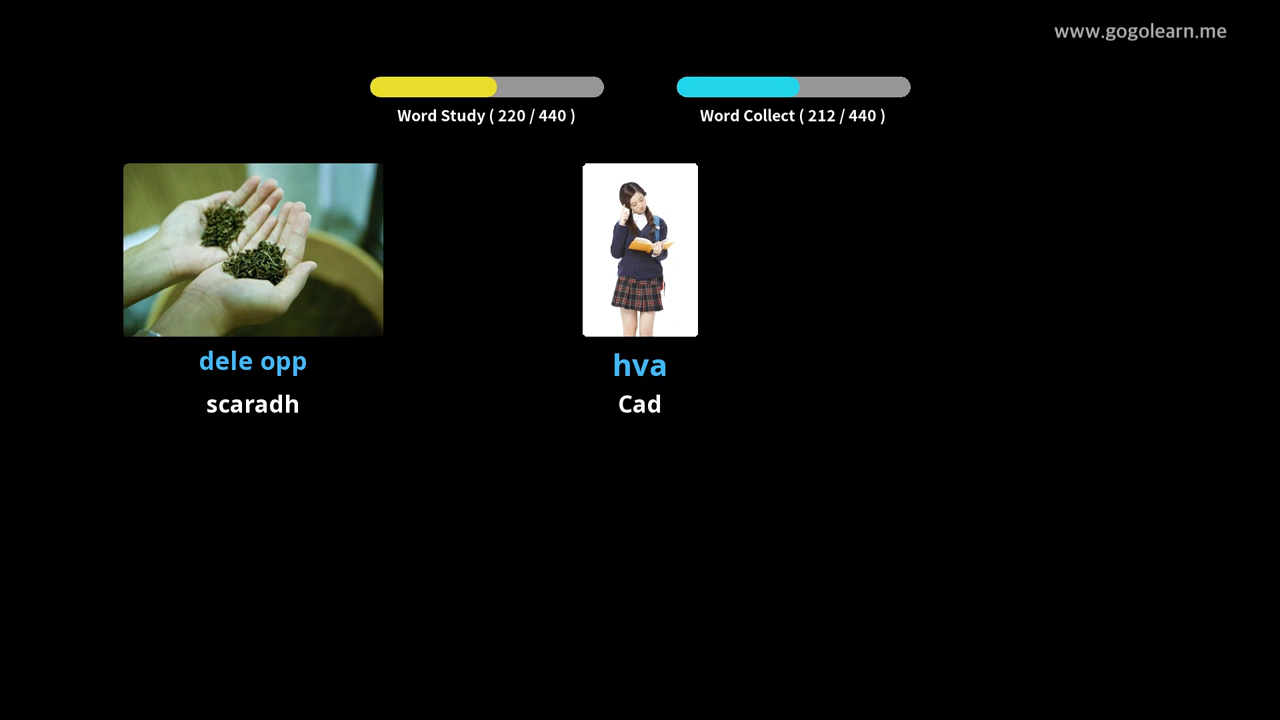 www.gogolearn.me
Word Study ( 220 / 440 )
Word Collect ( 212 / 440 )
dele opp
scaradh
hva
Cad